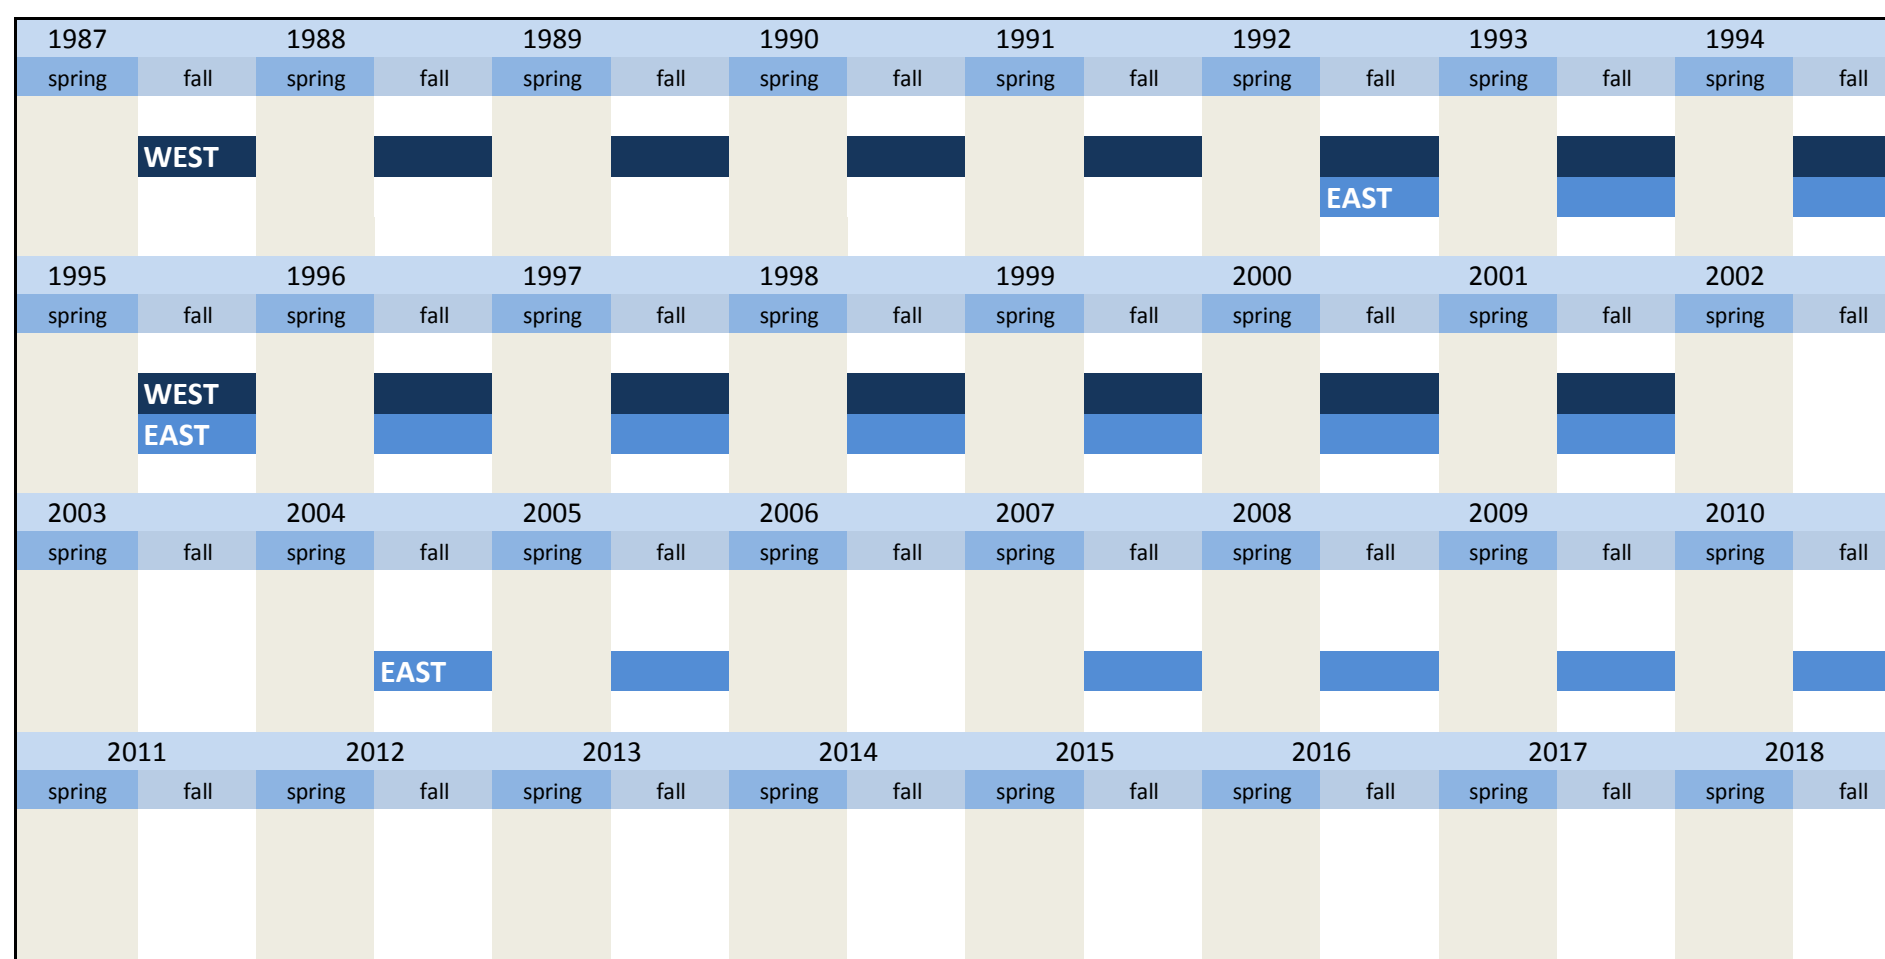 1987 1988 1989 1990 1991 1992 1993 1994
spring fall spring fall spring fall spring fall spring fall spring fall spring fall spring fall
WEST
EAST
1995 1996 1997 1998 1999 2000 2001 2002
spring fall spring fall spring fall spring fall spring fall spring fall spring fall spring fall
WEST
EAST
2003 2004 2005 2006 2007 2008 2009 2010
spring fall spring fall spring fall spring fall spring fall spring fall spring fall spring fall
EAST
2011 2012 2013 2014 2015 2016 2017 2018
spring fall spring fall spring fall spring fall spring fall spring fall spring fall spring fall